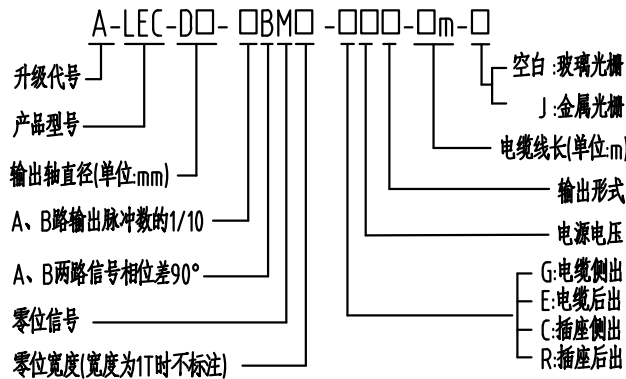 A-LEC-D□-□BM□-□□□-□m-□
升级代号
产品型号
输出轴直径(单位:mm)
A、B路输出脉冲数的1/10
A、B两路信号相位差90°
零位信号
零位宽度(宽度为1T时不标注)
空白:玻璃光栅
J:金属光栅
电缆线长(单位:m)
输出形式
电源电压
G:电缆侧出
E:电缆后出
C:插座侧出
R:插座后出